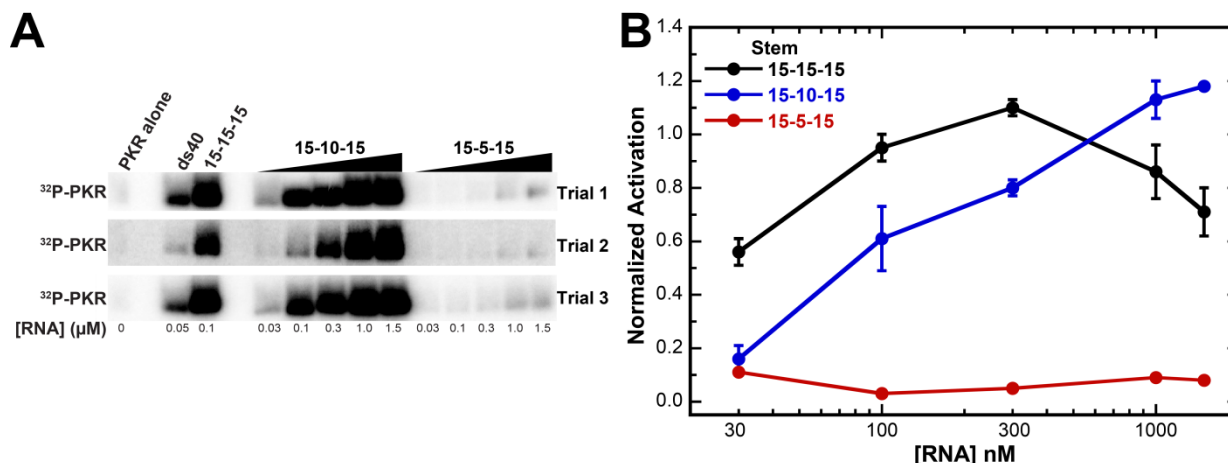 A
PKR alone
ds40
15-15-15
15-10-15
15-5-15
³²P-PKR
Trial 1
³²P-PKR
Trial 2
³²P-PKR
Trial 3
[RNA] (µM)
0
0.05
0.1
0.03
0.1
0.3
1.0
1.5
0.03
0.1
0.3
1.0
1.5
B
Stem
15-15-15
15-10-15
15-5-15
Normalized Activation
1.4
1.2
1.0
0.8
0.6
0.4
0.2
0.0
30
100
300
1000
[RNA] nM